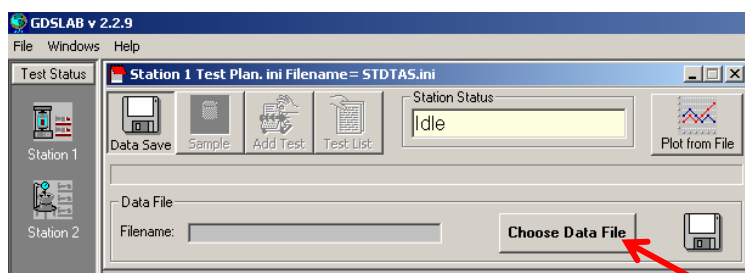 GDSLAB v 2.2.9
File Windows Help
Test Status
Station 1 Test Plan. ini Filename= STDTAS.ini
Data Save
Sample
Add Test
Test List
Station Status
Idle
Plot from File
Station 1
Data File
Filename:
Choose Data File
Station 2